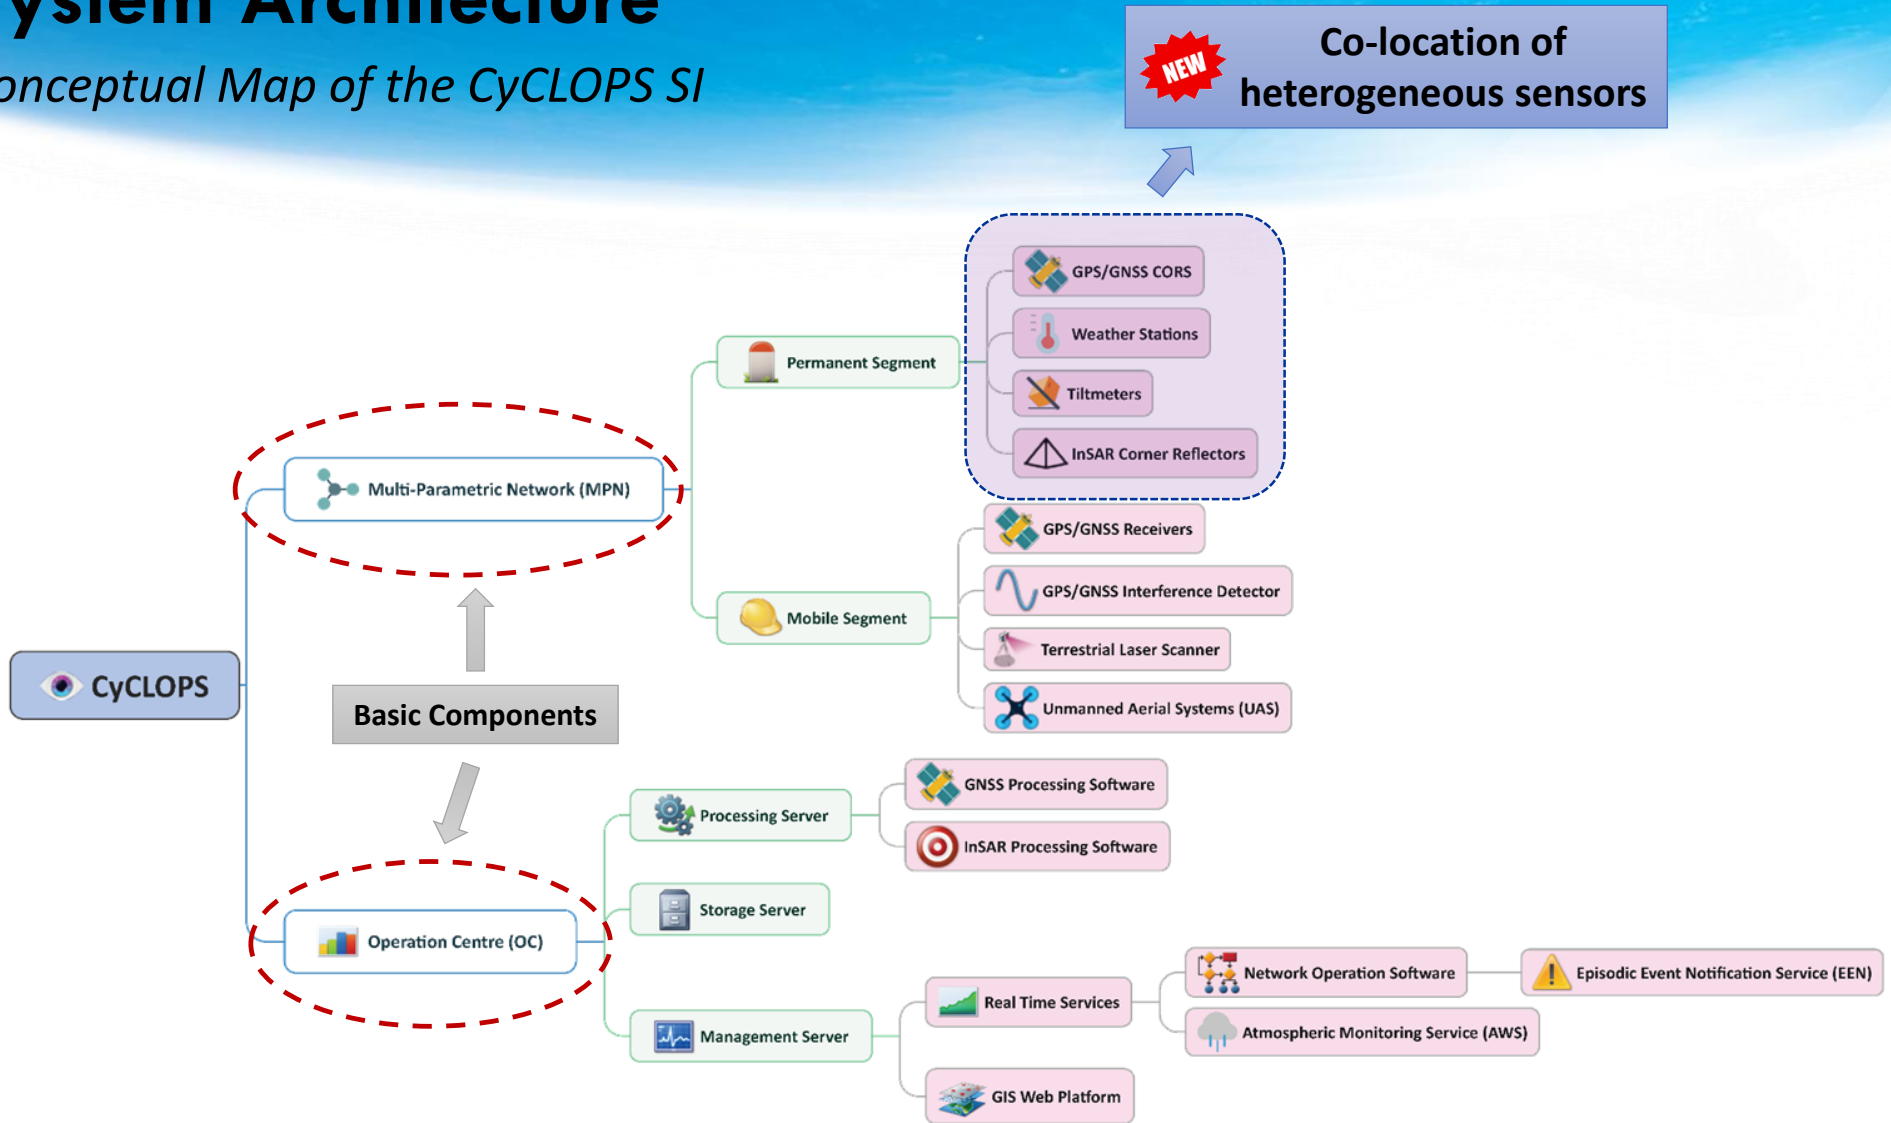 ystem Architecture
onceptual Map of the CyCLOPS SI
NEW
Co-location of
heterogeneous sensors
GPS/GNSS CORS
Weather Stations
Permanent Segment
Tiltmeters
InSAR Corner Reflectors
Multi-Parametric Network (MPN)
GPS/GNSS Receivers
GPS/GNSS Interference Detector
Mobile Segment
Terrestrial Laser Scanner
Unmanned Aerial Systems (UAS)
CyCLOPS
Basic Components
GNSS Processing Software
Processing Server
InSAR Processing Software
Storage Server
Operation Centre (OC)
Network Operation Software
Episodic Event Notification Service (EEN)
Real Time Services
Atmospheric Monitoring Service (AWS)
Management Server
GIS Web Platform